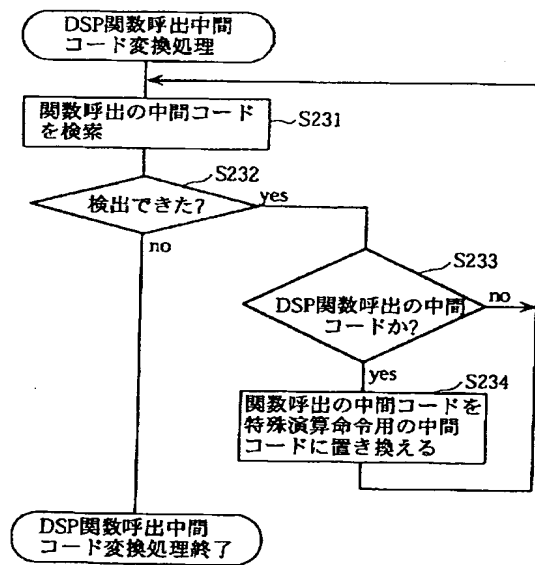 DSP関数呼出中間
コード変換処理
関数呼出の中間コード
を検索
S231
S232
検出できた?
yes
no
S233
DSP関数呼出の中間
コードか?
no
yes
S234
関数呼出の中間コードを
特殊演算命令用の中間
コードに置き換える
DSP関数呼出中間
コード変換処理終了